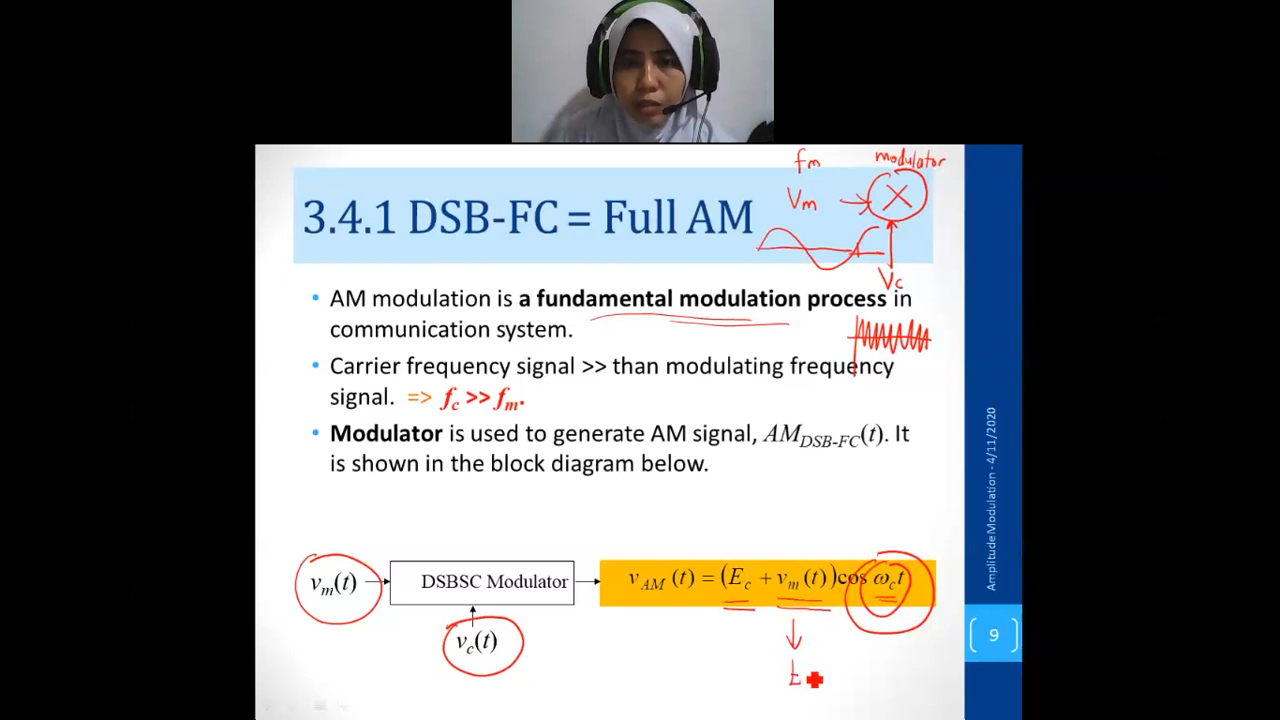 fm
modulator
Vm
3.4.1 DSB-FC = Full AM
Vc
• AM modulation is a fundamental modulation process in
communication system.
• Carrier frequency signal >> than modulating frequency
signal. => fc >> fm.
• Modulator is used to generate AM signal, AM_DSB-FC(t). It
is shown in the block diagram below.
vm(t)
DSBSC Modulator
vAM (t) = (Ec + vm(t))cos ωct
vc(t)
Amplitude Modulation - 4/11/2020
9